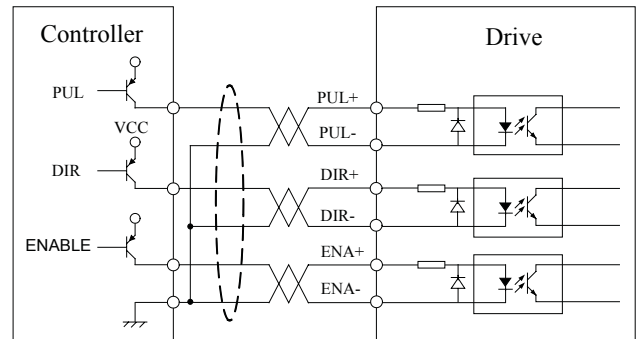 Controller
Drive
PUL
PUL+
PUL-
VCC
DIR
DIR+
DIR-
ENABLE
ENA+
ENA-